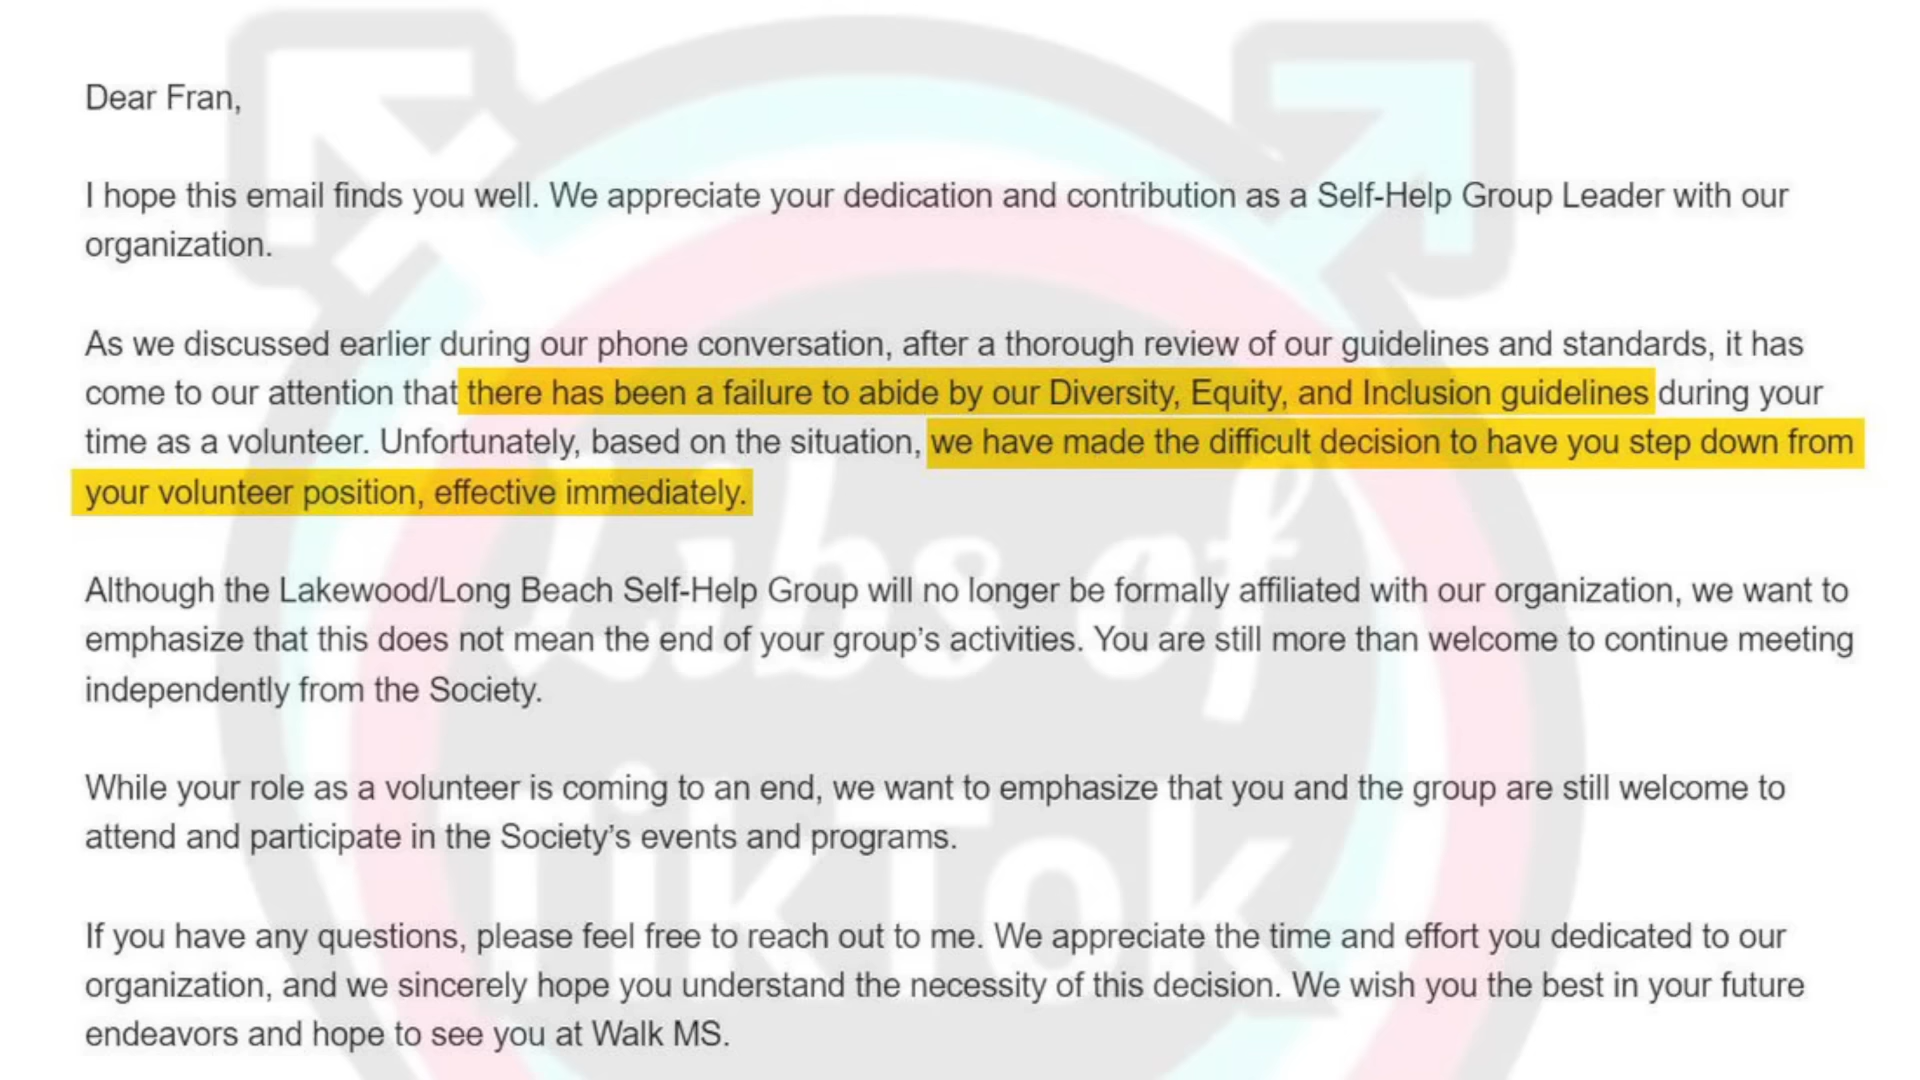 Dear Fran,
I hope this email finds you well. We appreciate your dedication and contribution as a Self-Help Group Leader with our
organization.
As we discussed earlier during our phone conversation, after a thorough review of our guidelines and standards, it has
come to our attention that there has been a failure to abide by our Diversity, Equity, and Inclusion guidelines during your
time as a volunteer. Unfortunately, based on the situation, we have made the difficult decision to have you step down from
your volunteer position, effective immediately.
Although the Lakewood/Long Beach Self-Help Group will no longer be formally affiliated with our organization, we want to
emphasize that this does not mean the end of your group’s activities. You are still more than welcome to continue meeting
independently from the Society.
While your role as a volunteer is coming to an end, we want to emphasize that you and the group are still welcome to
attend and participate in the Society’s events and programs.
If you have any questions, please feel free to reach out to me. We appreciate the time and effort you dedicated to our
organization, and we sincerely hope you understand the necessity of this decision. We wish you the best in your future
endeavors and hope to see you at Walk MS.
Libs of
TikTok